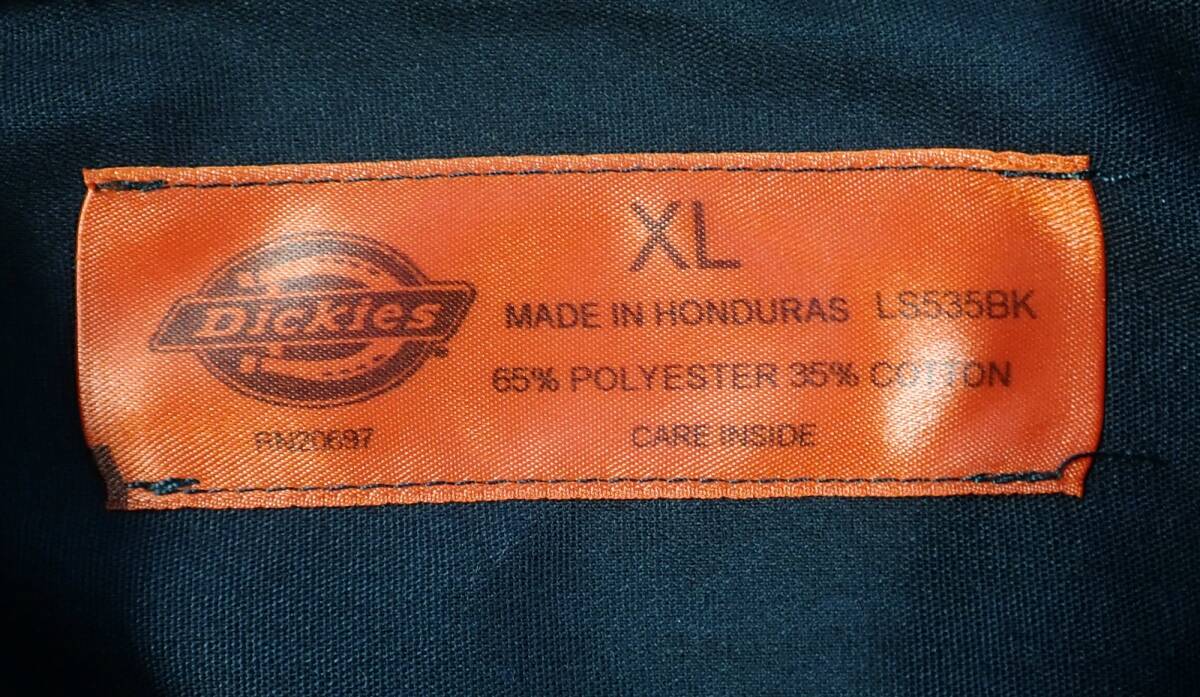 XL
Dickies
MADE IN HONDURAS LS535BK
65% POLYESTER 35% COTTON
RN20697
CARE INSIDE